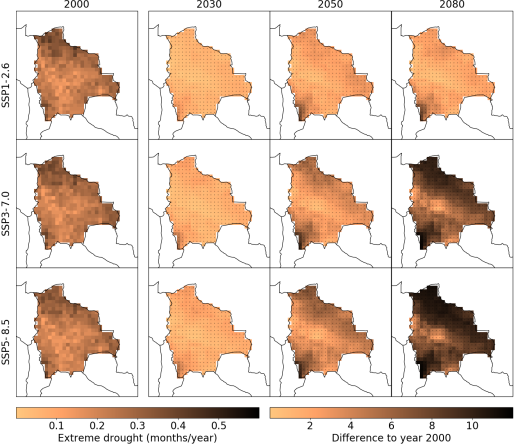 2000 2030 2050 2080
SSP1-2.6
SSP3-7.0
SSP5-8.5
0.1 0.2 0.3 0.4 0.5
Extreme drought (months/year)
2 4 6 8 10
Difference to year 2000